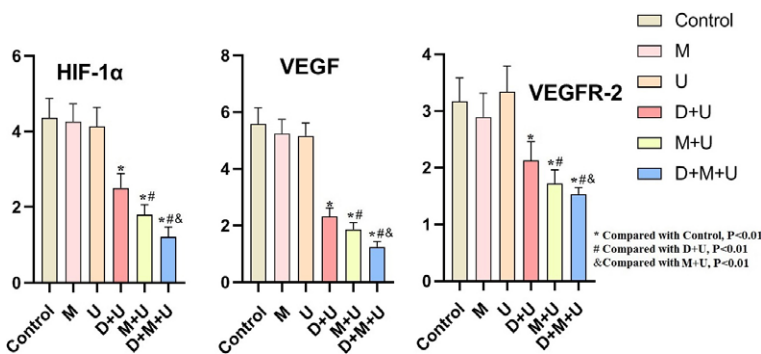 HIF-1α
6
4
2
0
*
*#
*#&
Control
M
U
D+U
M+U
D+M+U
VEGF
8
6
4
2
0
*
*#
*#&
Control
M
U
D+U
M+U
D+M+U
VEGFR-2
4
3
2
1
0
*
*#
*#&
Control
M
U
D+U
M+U
D+M+U
Control
M
U
D+U
M+U
D+M+U
* Compared with Control, P<0.01
# Compared with D+U, P<0.01
&Compared with M+U, P<0.01